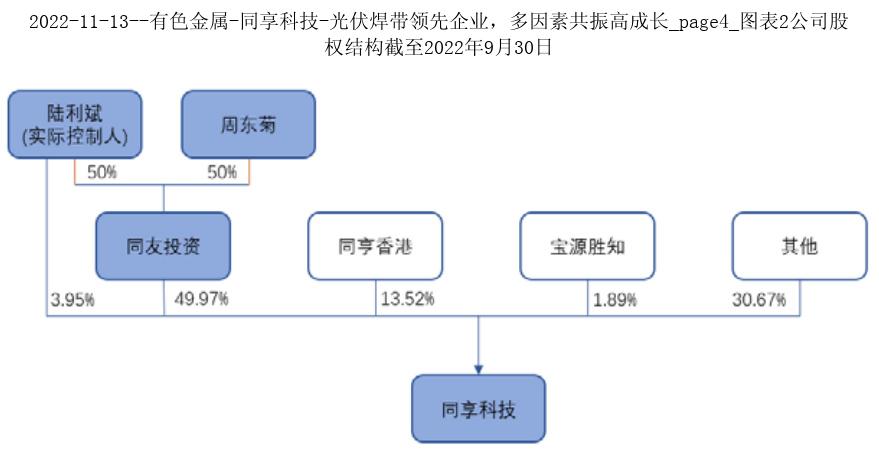 2022-11-13--有色金属-同享科技-光伏焊带领先企业，多因素共振高成长_page4_图表2公司股
权结构截至2022年9月30日
陆利斌
(实际控制人)
周东菊
50%
50%
同友投资
同亨香港
宝源胜知
其他
3.95%
49.97%
13.52%
1.89%
30.67%
同享科技